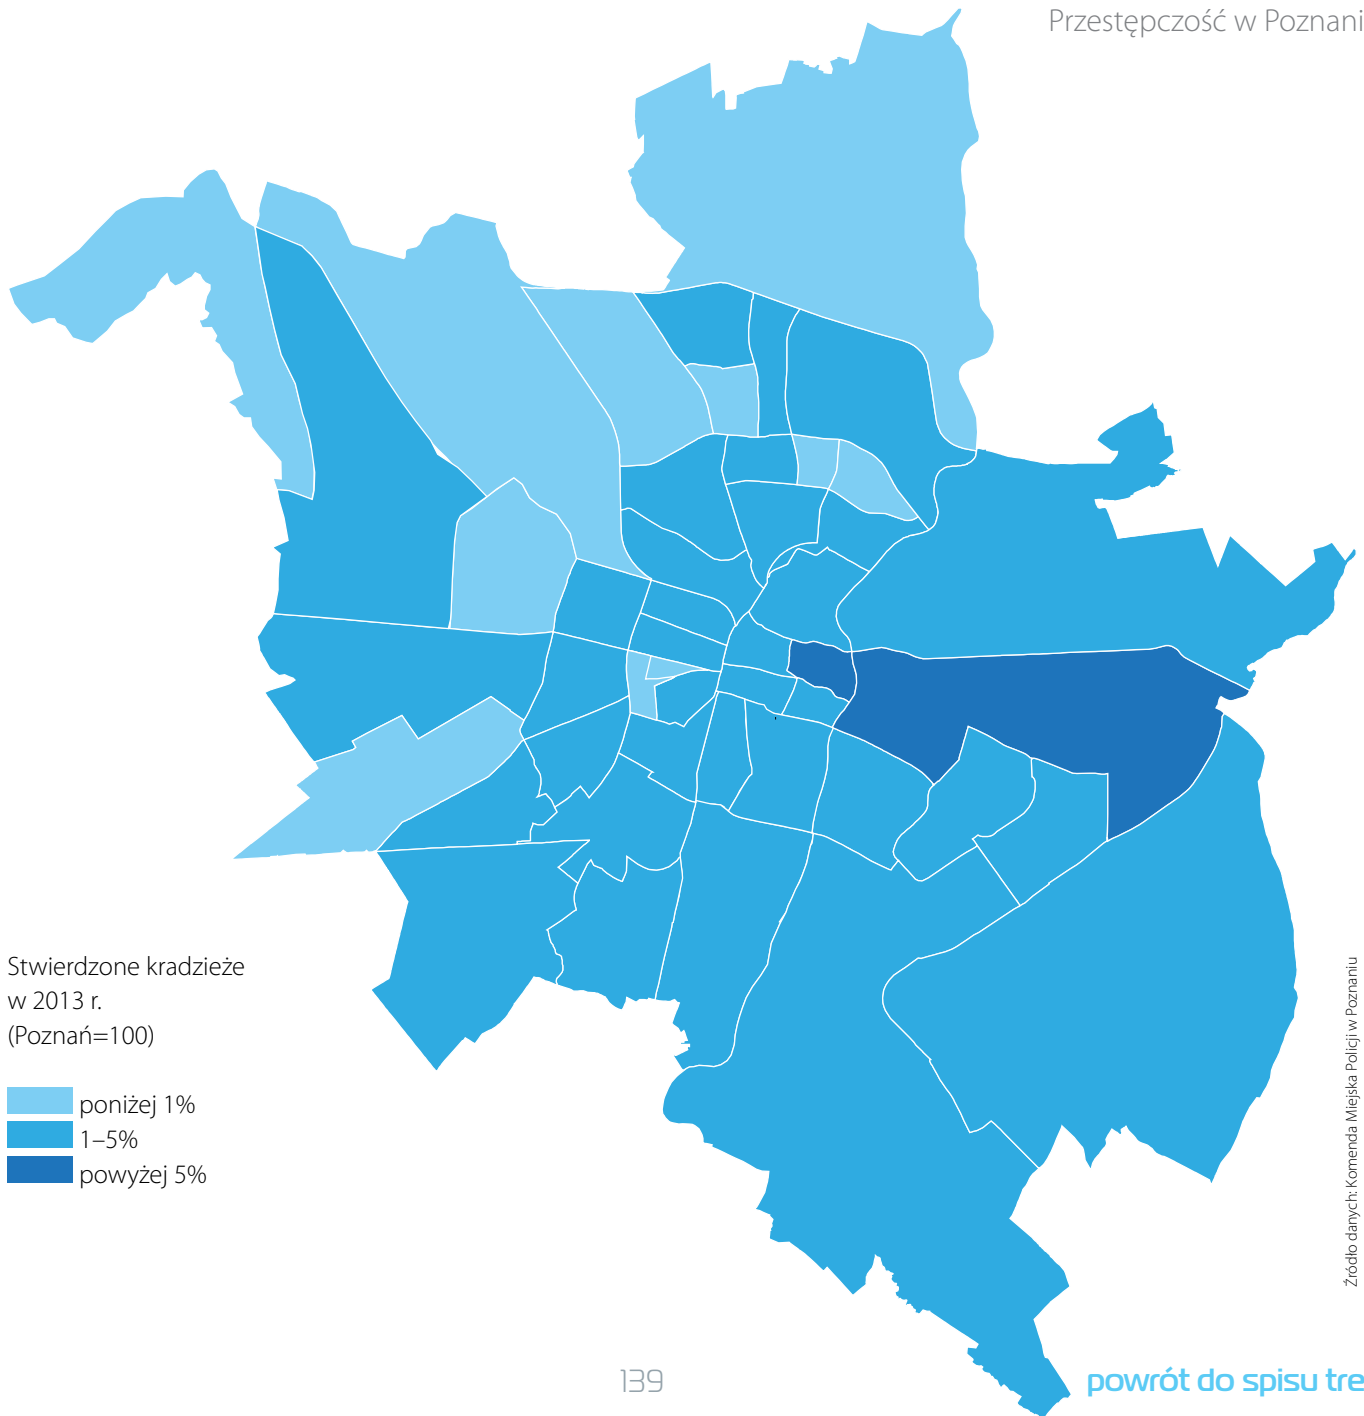 Przestępczość w Poznani
Stwierdzone kradzieże
w 2013 r.
(Poznań=100)
poniżej 1%
1–5%
powyżej 5%
Źródło danych: Komenda Miejska Policji w Poznaniu
139
powrót do spisu tre